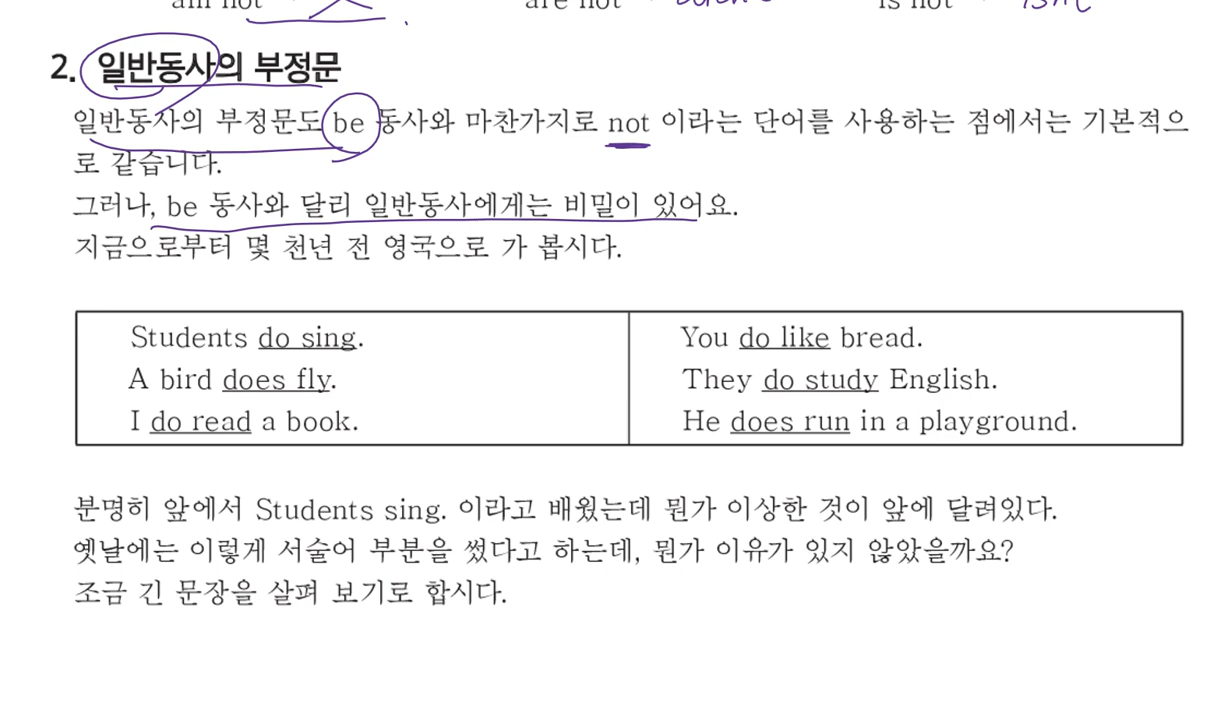 am not are not is not isn't
2. 일반동사의 부정문
일반동사의 부정문도 be 동사와 마찬가지로 not 이라는 단어를 사용하는 점에서는 기본적으
로 같습니다.
그러나, be 동사와 달리 일반동사에게는 비밀이 있어요.
지금으로부터 몇 천년 전 영국으로 가 봅시다.
Students do sing.
A bird does fly.
I do read a book.
You do like bread.
They do study English.
He does run in a playground.
분명히 앞에서 Students sing. 이라고 배웠는데 뭔가 이상한 것이 앞에 달려있다.
옛날에는 이렇게 서술어 부분을 썼다고 하는데, 뭔가 이유가 있지 않았을까요?
조금 긴 문장을 살펴 보기로 합시다.